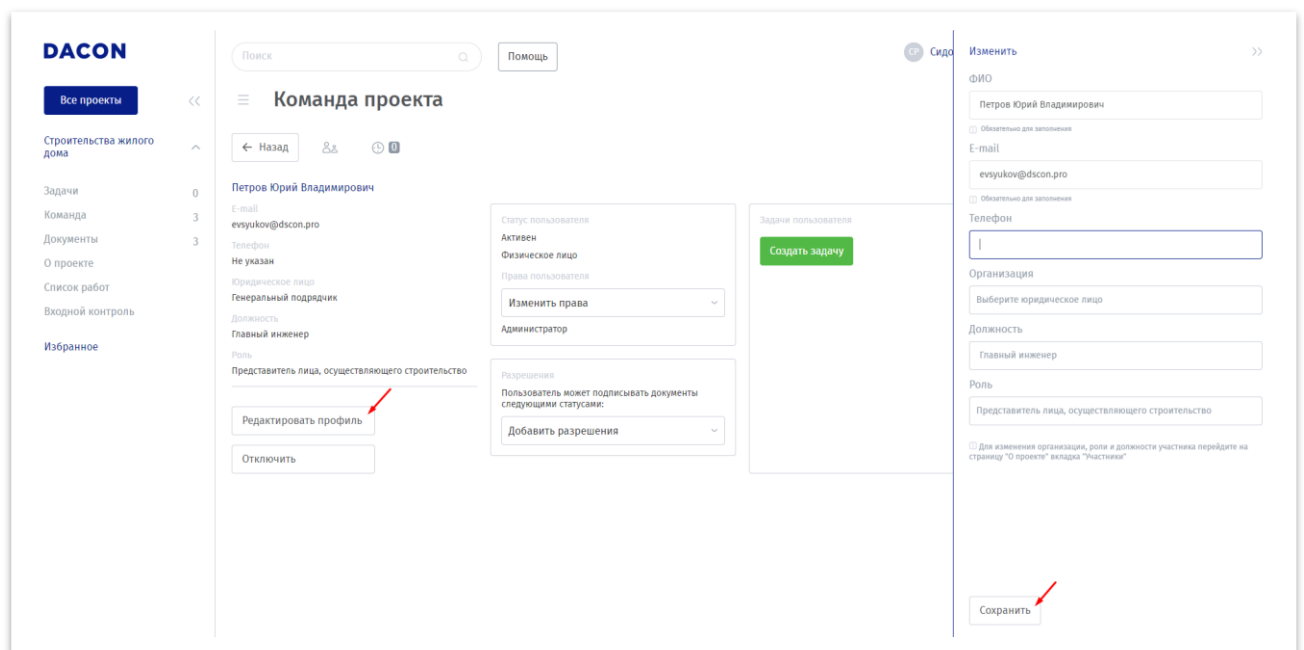 DACON
Все проекты
Строительства жилого
дома
Задачи 0
Команда 3
Документы 3
О проекте
Список работ
Входной контроль
Избранное
Поиск
Помощь
СР Сидо
Команда проекта
Назад
0
Петров Юрий Владимирович
E-mail
evsyukov@dscon.pro
Телефон
Не указан
Юридическое лицо
Генеральный подрядчик
Должность
Главный инженер
Роль
Представитель лица, осуществляющего строительство
Редактировать профиль
Отключить
Статус пользователя
Активен
Физическое лицо
Права пользователя
Изменить права
Администратор
Разрешения
Пользователь может подписывать документы
следующими статусами:
Добавить разрешения
Задачи пользователя
Создать задачу
Изменить
ФИО
Петров Юрий Владимирович
Обязательно для заполнения
E-mail
evsyukov@dscon.pro
Обязательно для заполнения
Телефон
Организация
Выберите юридическое лицо
Должность
Главный инженер
Роль
Представитель лица, осуществляющего строительство
Для изменения организации, роли и должности участника перейдите на
страницу "О проекте" вкладка "Участники"
Сохранить